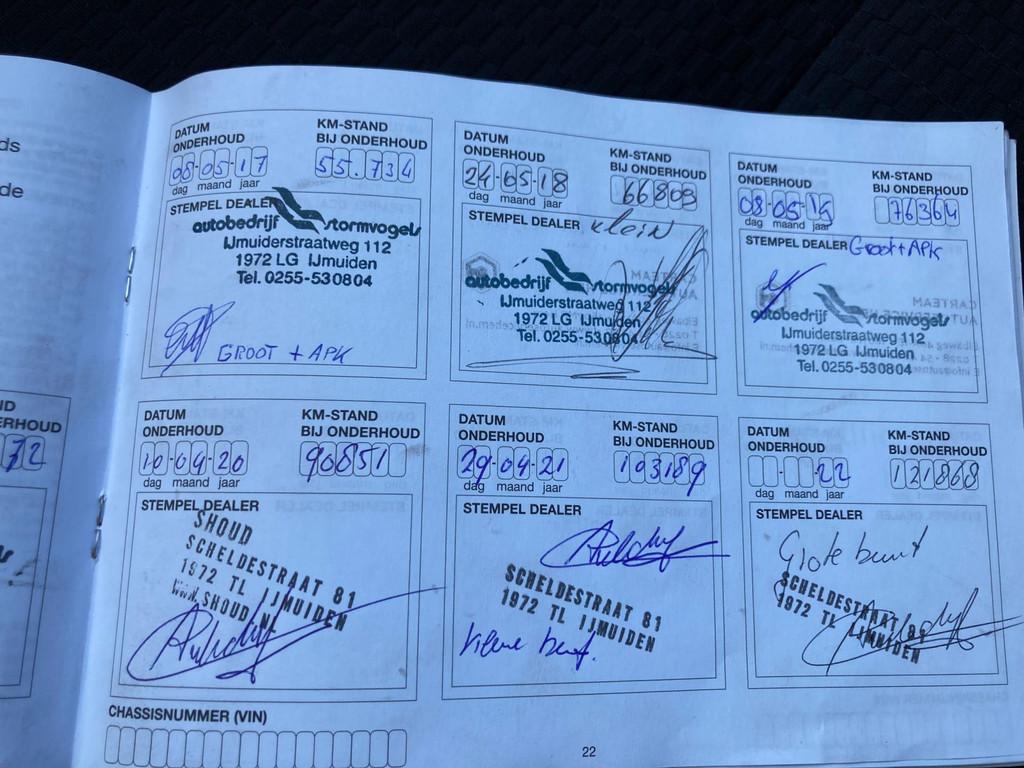 ds
de
ID
ERHOUD
72
DATUM
ONDERHOUD
08-05-17
dag maand jaar
KM-STAND
BIJ ONDERHOUD
55.734
STEMPEL DEALER
autobedrijf stormvogels
IJmuiderstraatweg 112
1972 LG IJmuiden
Tel. 0255-530804
GROOT + APK
DATUM
ONDERHOUD
24-05-18
dag maand jaar
KM-STAND
BIJ ONDERHOUD
66803
STEMPEL DEALER klein
autobedrijf stormvogels
IJmuiderstraatweg 112
1972 LG IJmuiden
Tel. 0255-530804
DATUM
ONDERHOUD
08-05-19
dag maand jaar
KM-STAND
BIJ ONDERHOUD
76364
STEMPEL DEALER Groot+APK
autobedrijf stormvogels
IJmuiderstraatweg 112
1972 LG IJmuiden
Tel. 0255-530804
DATUM
ONDERHOUD
10-04-20
dag maand jaar
KM-STAND
BIJ ONDERHOUD
90851
STEMPEL DEALER
SHOUD
SCHELDESTRAAT 81
1972 TL IJMUIDEN
WWW.SHOUD.NL
DATUM
ONDERHOUD
29-04-21
dag maand jaar
KM-STAND
BIJ ONDERHOUD
103189
STEMPEL DEALER
SCHELDESTRAAT 81
1972 TL IJMUIDEN
kleine beurt.
DATUM
ONDERHOUD
22
dag maand jaar
KM-STAND
BIJ ONDERHOUD
121868
STEMPEL DEALER
Grote beurt
SCHELDESTRAAT 81
1972 TL IJMUIDEN
CHASSISNUMMER (VIN)
22